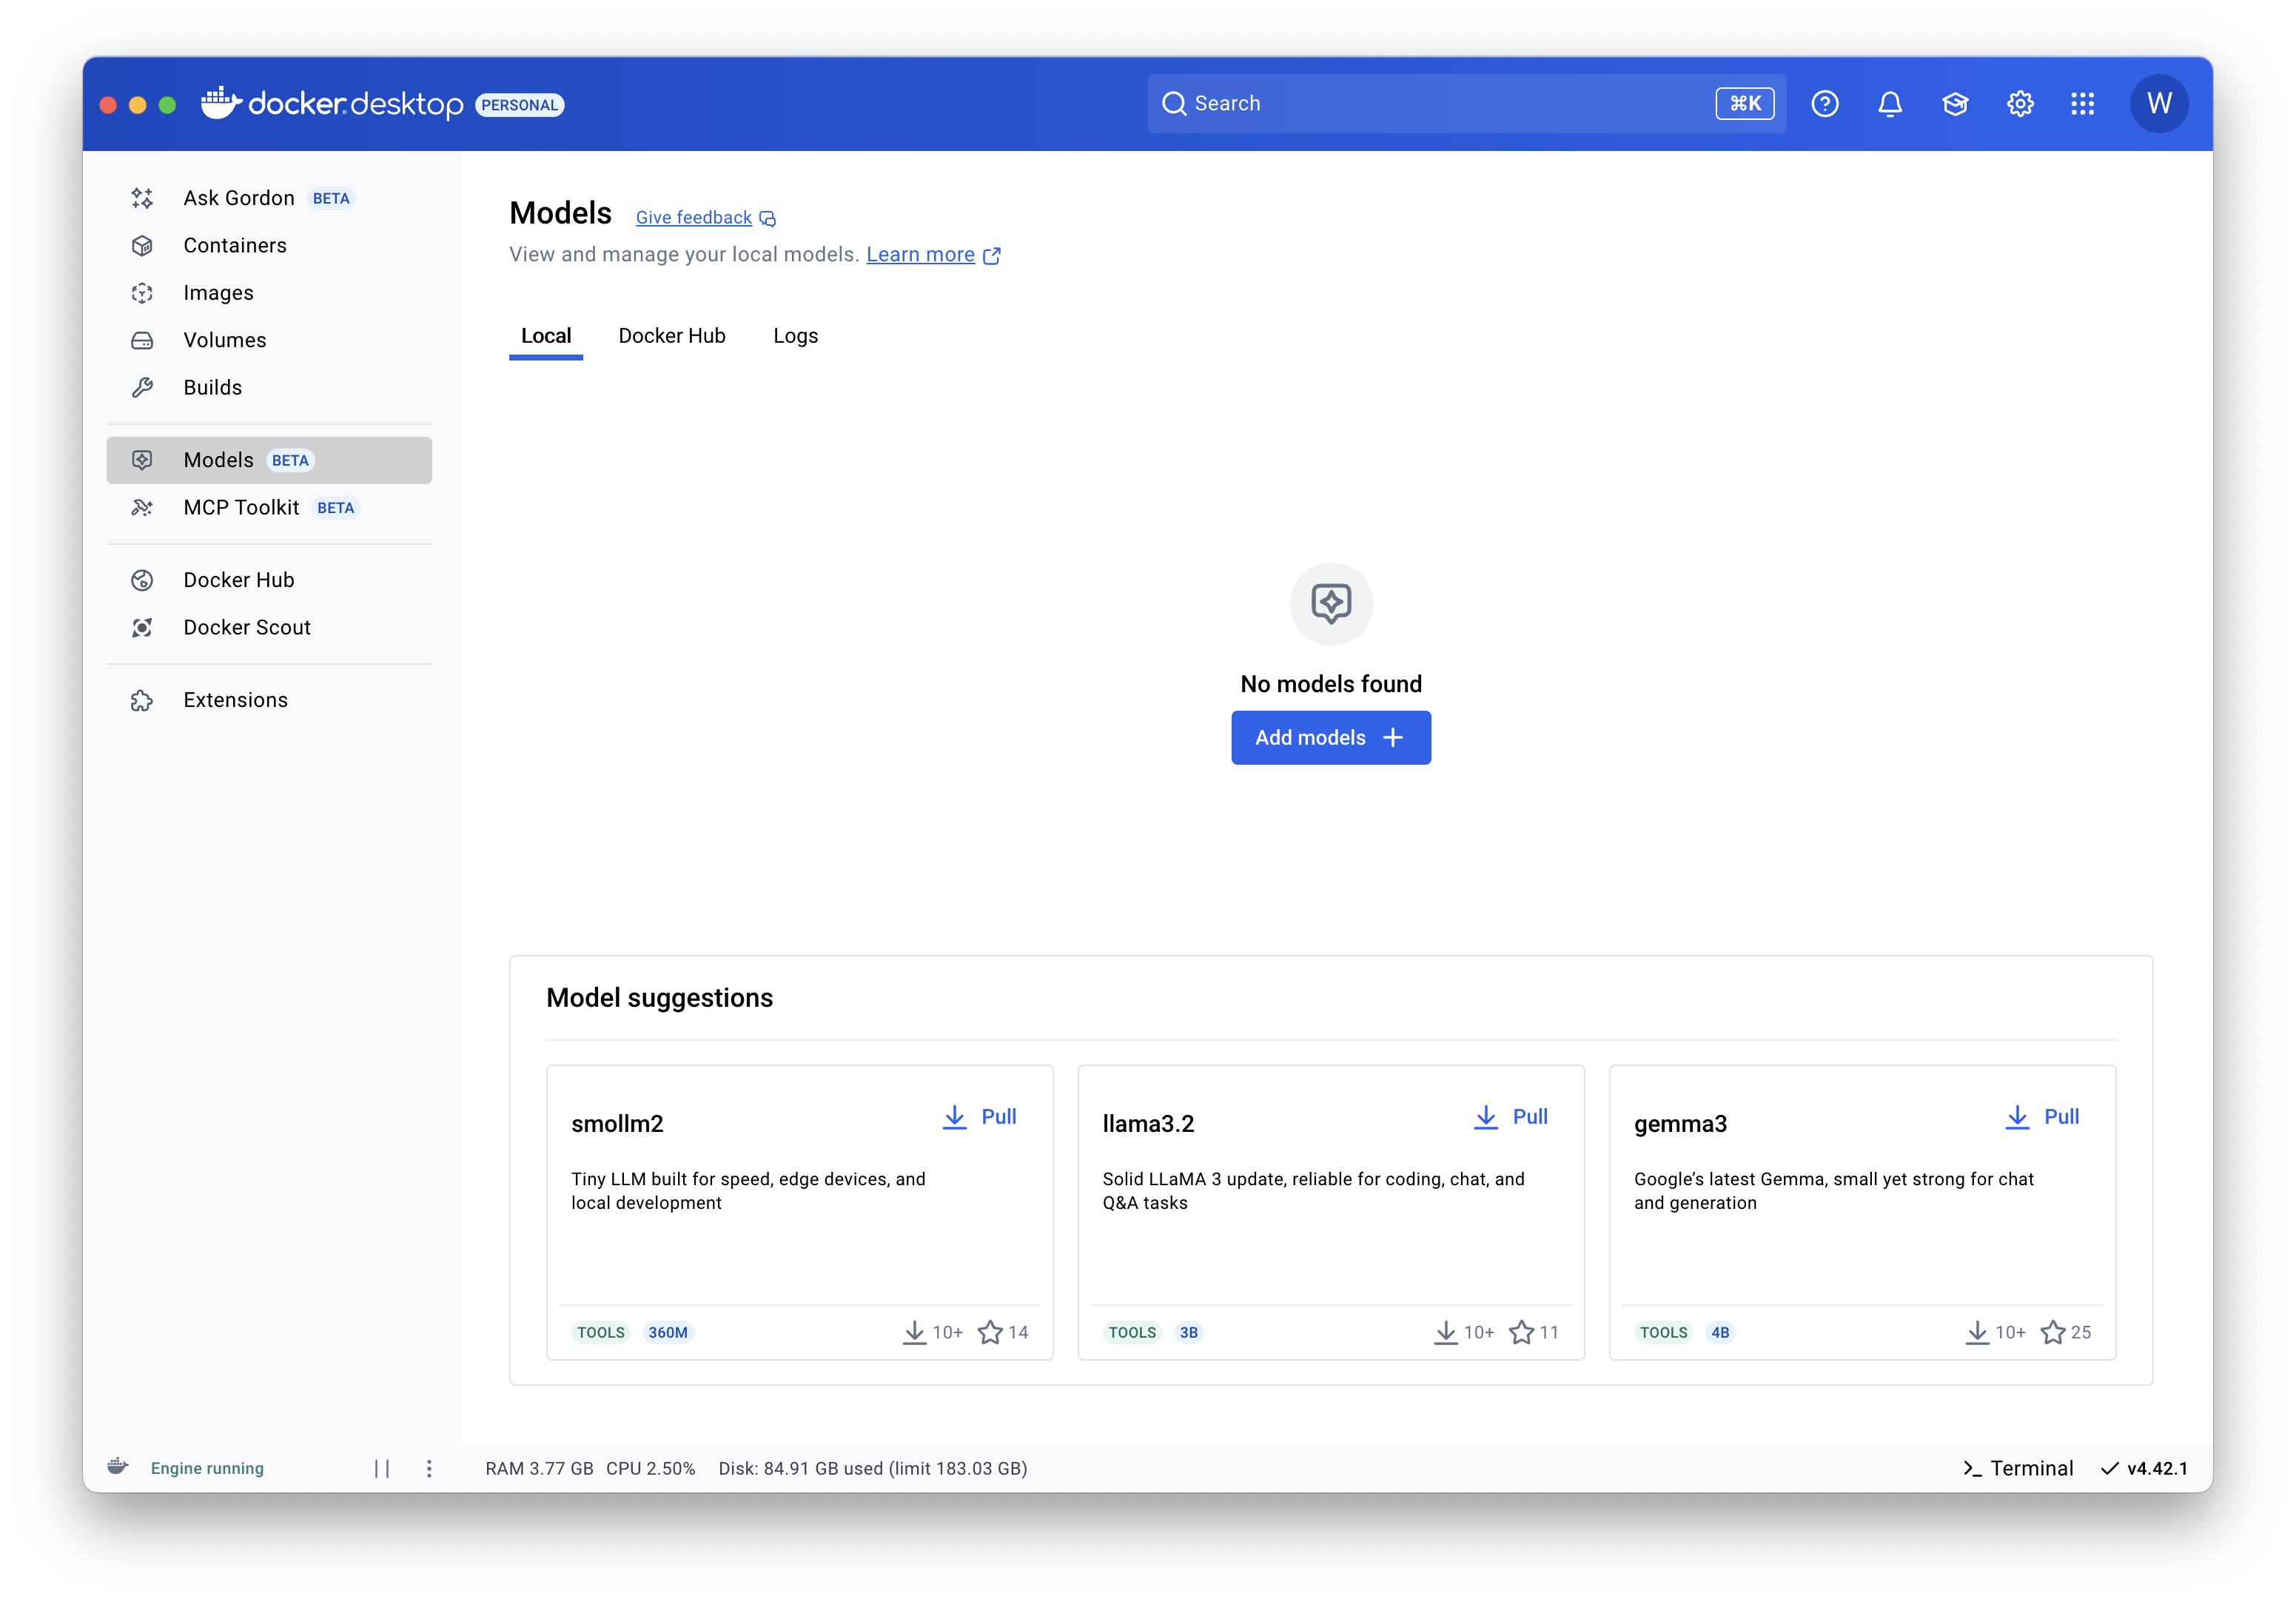 docker desktop PERSONAL
Search
⌘K
W
Ask Gordon BETA
Containers
Images
Volumes
Builds
Models BETA
MCP Toolkit BETA
Docker Hub
Docker Scout
Extensions
Models Give feedback
View and manage your local models. Learn more
Local Docker Hub Logs
No models found
Add models
Model suggestions
smollm2 Pull
Tiny LLM built for speed, edge devices, and
local development
TOOLS 360M 10+ 14
llama3.2 Pull
Solid LLaMA 3 update, reliable for coding, chat, and
Q&A tasks
TOOLS 3B 10+ 11
gemma3 Pull
Google’s latest Gemma, small yet strong for chat
and generation
TOOLS 4B 10+ 25
Engine running
RAM 3.77 GB CPU 2.50% Disk: 84.91 GB used (limit 183.03 GB)
Terminal
v4.42.1